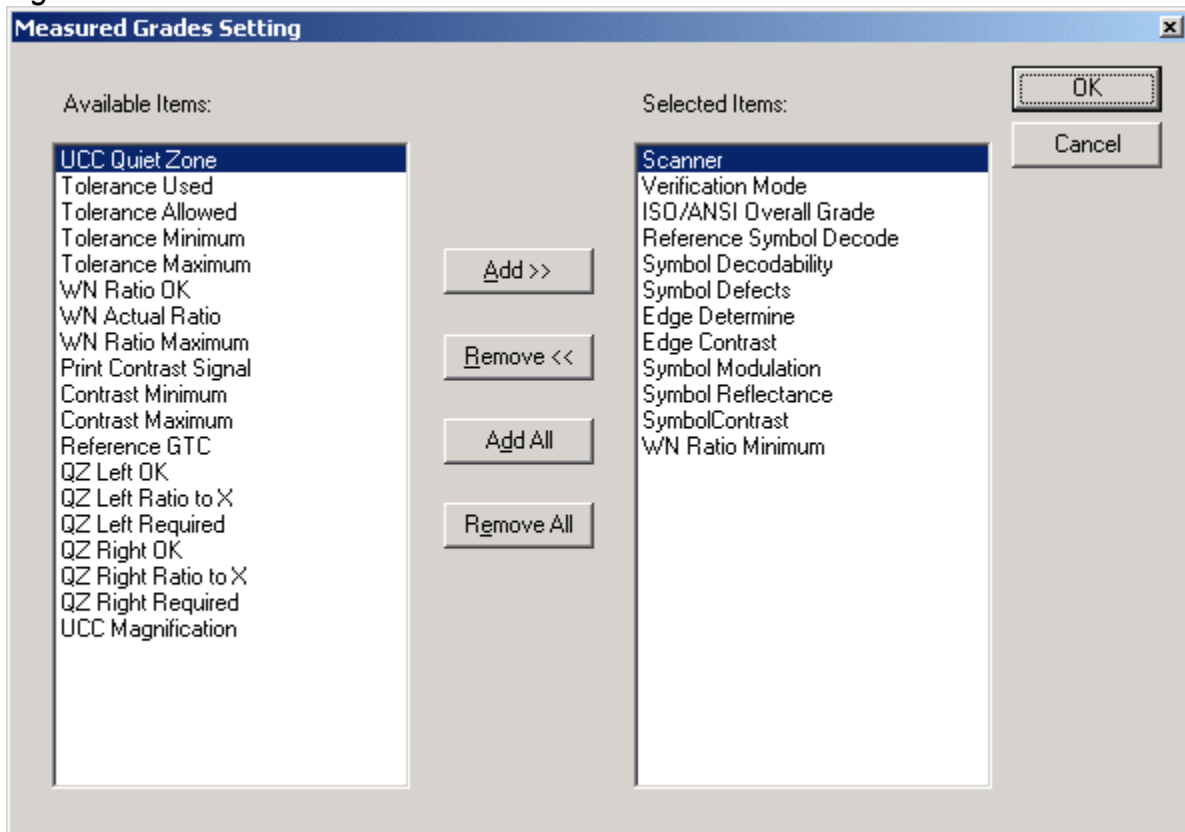 Measured Grades Setting
Available Items:
UCC Quiet Zone
Tolerance Used
Tolerance Allowed
Tolerance Minimum
Tolerance Maximum
WN Ratio OK
WN Actual Ratio
WN Ratio Maximum
Print Contrast Signal
Contrast Minimum
Contrast Maximum
Reference GTC
QZ Left OK
QZ Left Ratio to X
QZ Left Required
QZ Right OK
QZ Right Ratio to X
QZ Right Required
UCC Magnification
Add >>
Remove <<
Add All
Remove All
Selected Items:
Scanner
Verification Mode
ISO/ANSI Overall Grade
Reference Symbol Decode
Symbol Decodability
Symbol Defects
Edge Determine
Edge Contrast
Symbol Modulation
Symbol Reflectance
SymbolContrast
WN Ratio Minimum
OK
Cancel